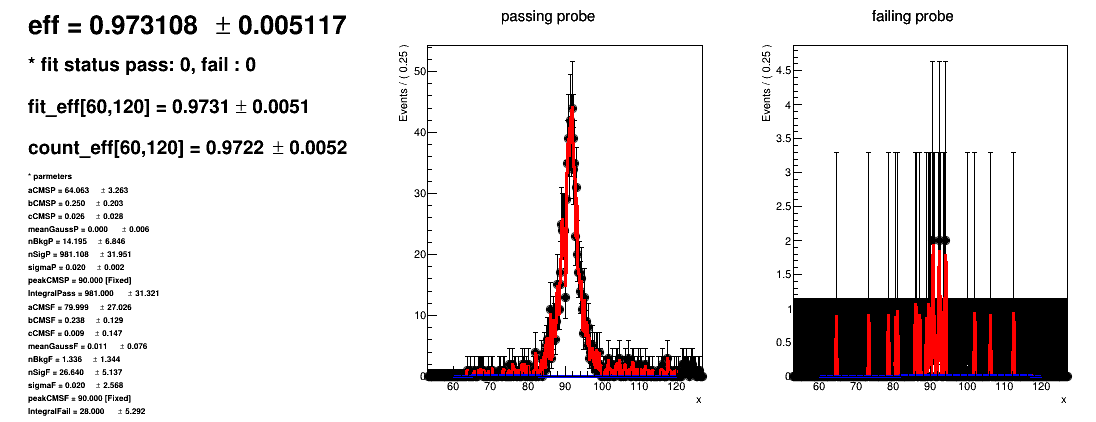 eff = 0.973108 ± 0.005117
* fit status pass: 0, fail : 0
fit_eff[60,120] = 0.9731 ± 0.0051
count_eff[60,120] = 0.9722 ± 0.0052
* parmeters
aCMSP = 64.063 ± 3.263
bCMSP = 0.250 ± 0.203
cCMSP = 0.026 ± 0.028
meanGaussP = 0.000 ± 0.006
nBkgP = 14.195 ± 6.846
nSigP = 981.108 ± 31.951
sigmaP = 0.020 ± 0.002
peakCMSP = 90.000 [Fixed]
IntegralPass = 981.000 ± 31.321
aCMSF = 79.999 ± 27.026
bCMSF = 0.238 ± 0.129
cCMSF = 0.009 ± 0.147
meanGaussF = 0.011 ± 0.076
nBkgF = 1.336 ± 1.344
nSigF = 26.640 ± 5.137
sigmaF = 0.020 ± 2.568
peakCMSF = 90.000 [Fixed]
IntegralFail = 28.000 ± 5.292
passing probe
Events / ( 0.25 )
50
40
30
20
10
0
60 70 80 90 100 110 120
x
failing probe
Events / ( 0.25 )
4.5
4
3.5
3
2.5
2
1.5
1
0.5
0
60 70 80 90 100 110 120
x